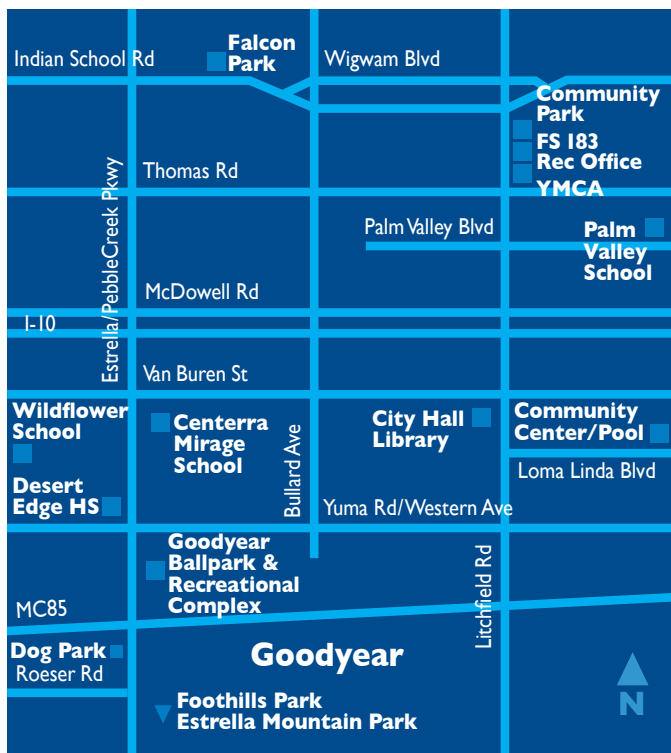 Indian School Rd
Falcon
Park
Wigwam Blvd
Community
Park
FS 183
Rec Office
YMCA
Thomas Rd
Estrella/PebbleCreek Pkwy
Palm Valley Blvd
Palm
Valley
School
McDowell Rd
I-10
Van Buren St
Wildflower
School
Centerra
Mirage
School
City Hall
Library
Community
Center/Pool
Loma Linda Blvd
Desert
Edge HS
Bullard Ave
Yuma Rd/Western Ave
Goodyear
Ballpark &
Recreational
Complex
Litchfield Rd
MC85
Dog Park
Roeser Rd
Goodyear
Foothills Park
Estrella Mountain Park
N